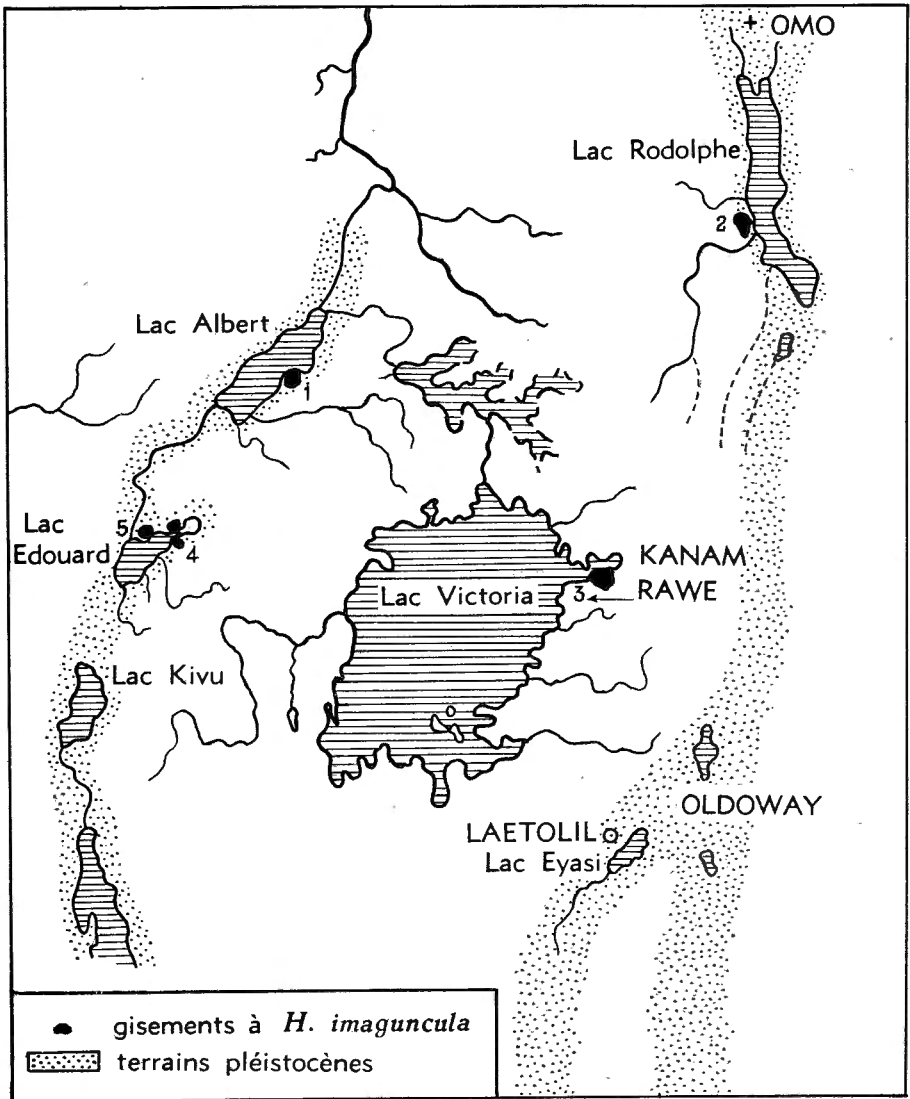 + OMO
Lac Rodolphe
2
Lac Albert
1
Lac
Edouard
5
4
KANAM
RAWE
3
Lac Victoria
Lac Kivu
OLDOWAY
LAETOLIL
Lac Eyasi
gisements à H. imaguncula
terrains pléistocènes